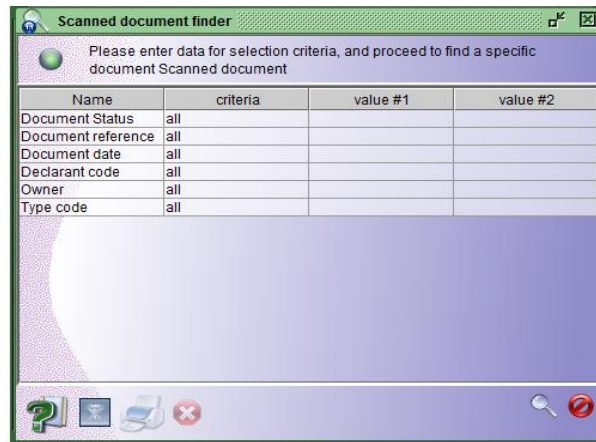 Scanned document finder
Please enter data for selection criteria, and proceed to find a specific
document Scanned document
Name criteria value #1 value #2
Document Status all
Document reference all
Document date all
Declarant code all
Owner all
Type code all